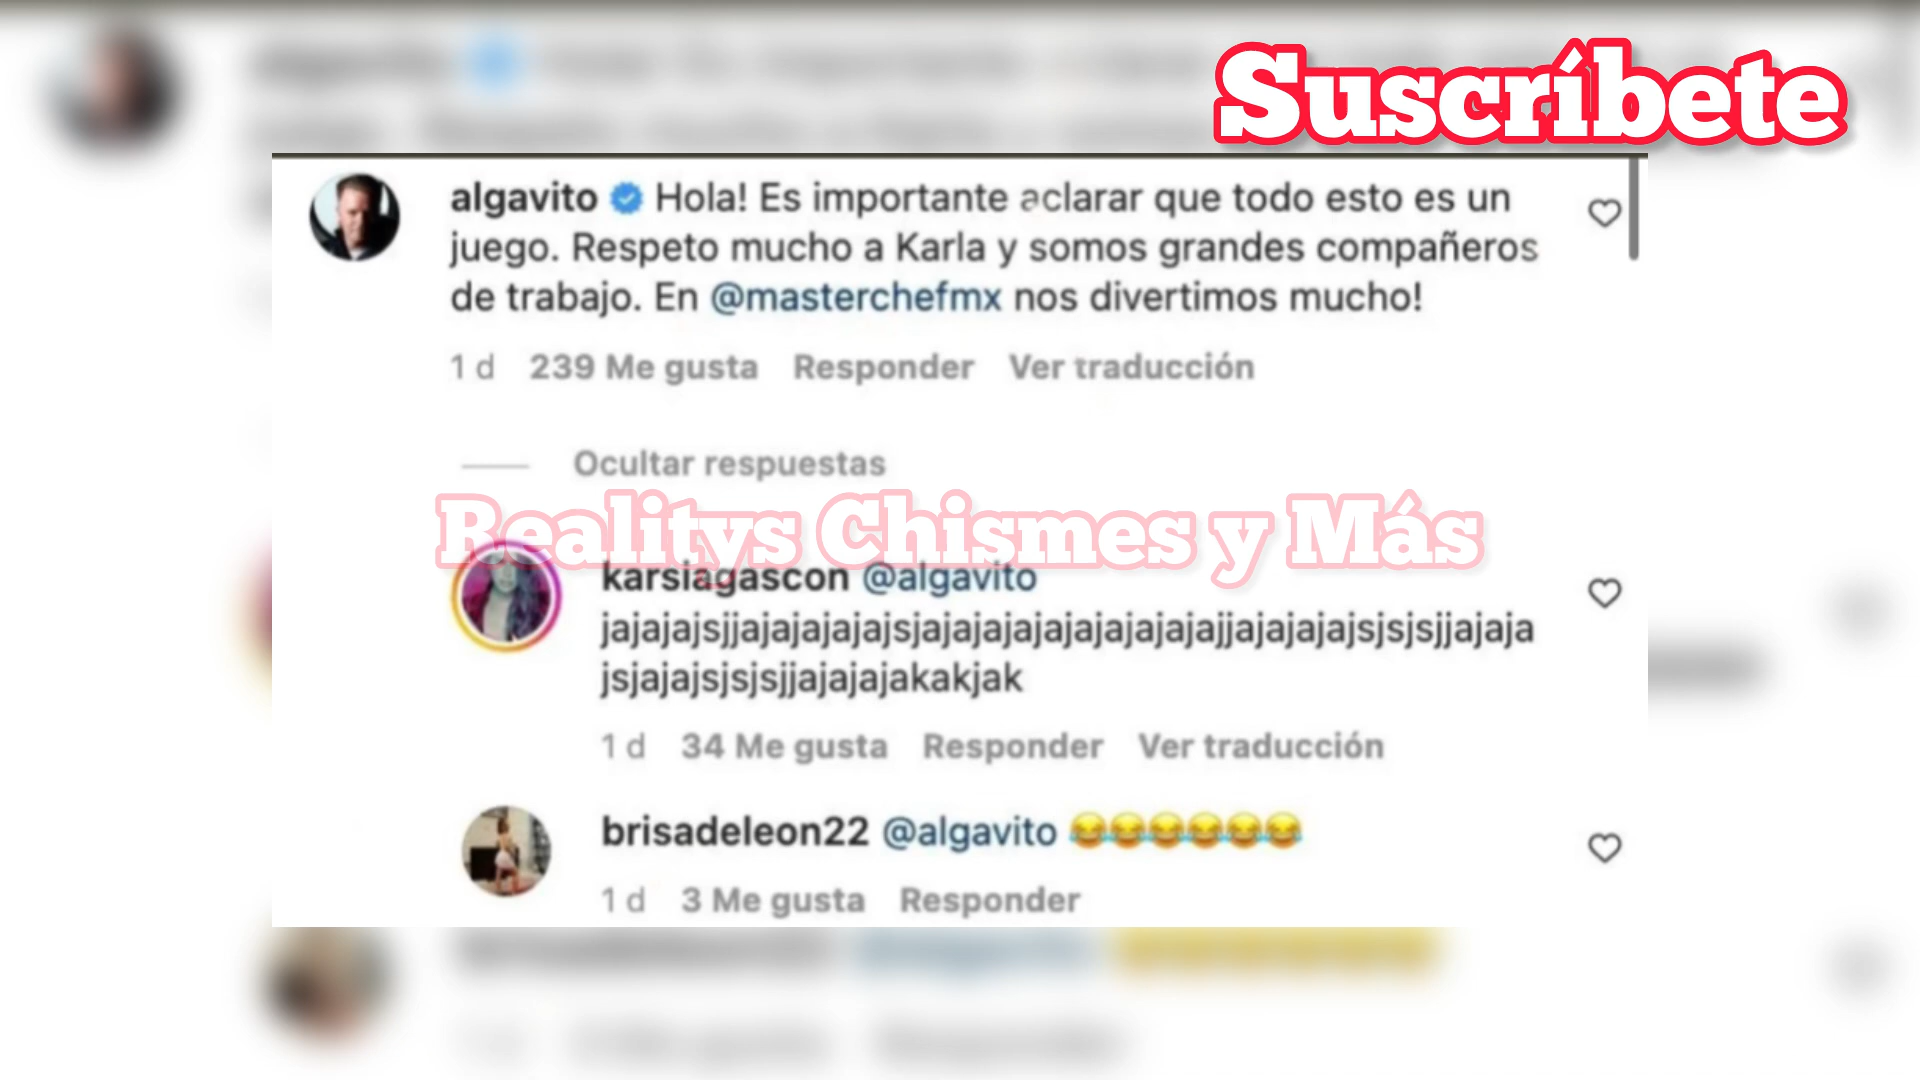 Suscríbete
algavito Hola! Es importante aclarar que todo esto es un
juego. Respeto mucho a Karla y somos grandes compañeros
de trabajo. En @masterchefmx nos divertimos mucho!
1 d 239 Me gusta Responder Ver traducción
Ocultar respuestas
Realitys Chismes y Más
karsiagascon @algavito
jajajajsjjajajajajajsjajajajajajajajajajajjajajajajsjsjsjjajaja
jsjajajsjsjsjjajajajakakjak
1 d 34 Me gusta Responder Ver traducción
brisadeleon22 @algavito 😂😂😂😂😂😂
1 d 3 Me gusta Responder